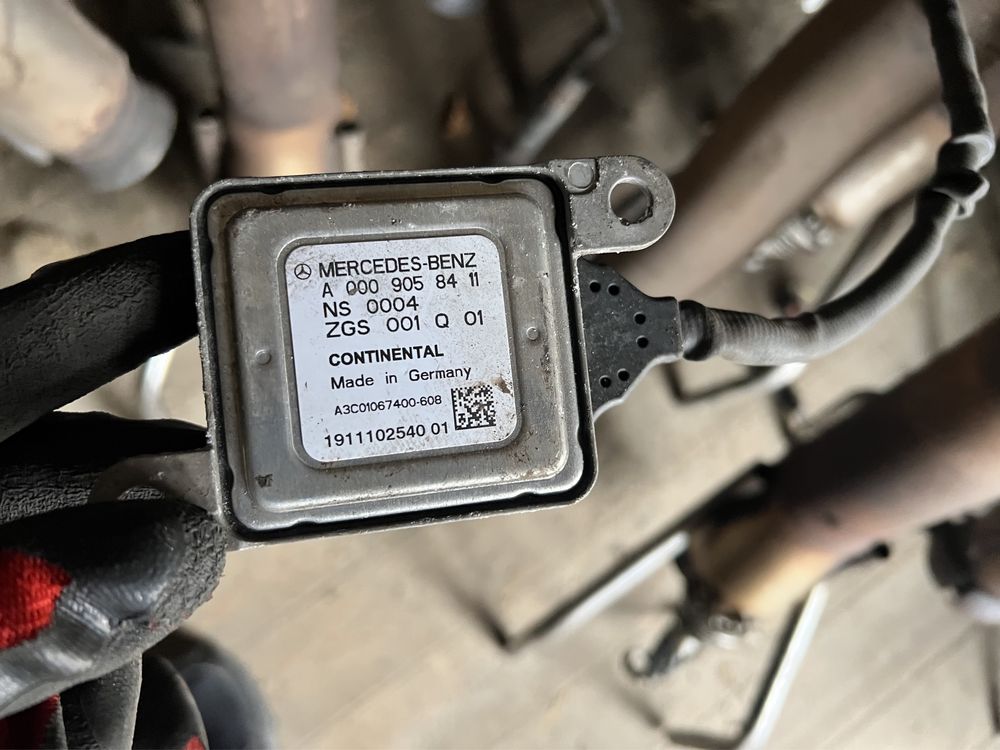 MERCEDES-BENZ
A 000 905 84 11
NS 0004
ZGS 001 Q 01
CONTINENTAL
Made in Germany
A3C01067400-608
1911102540 01